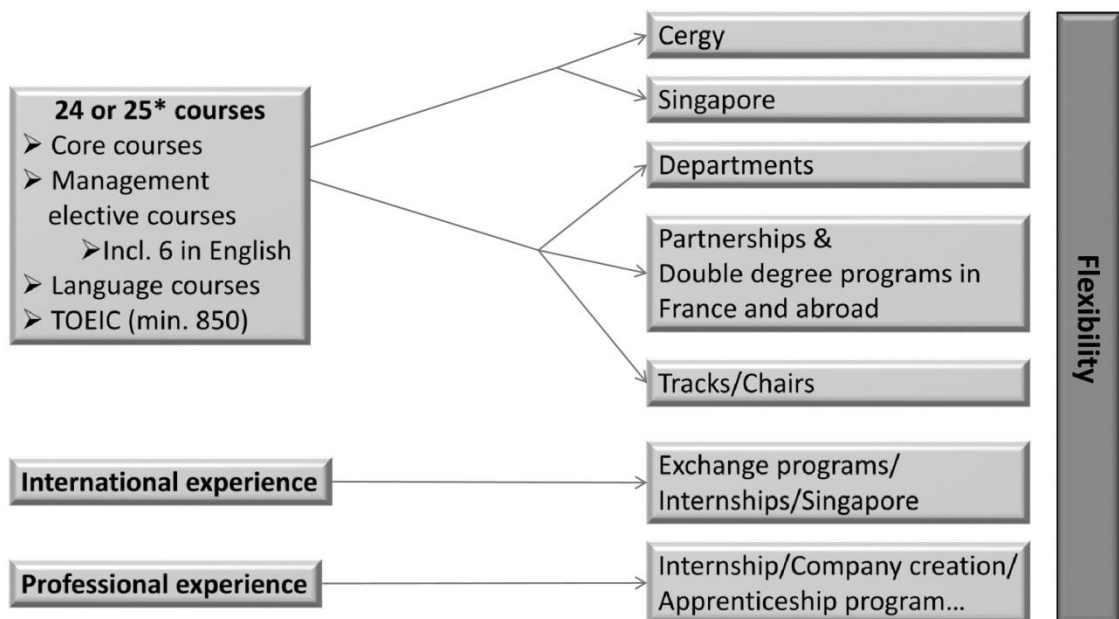 24 or 25* courses
➤ Core courses
➤ Management
elective courses
➤Incl. 6 in English
➤ Language courses
➤ TOEIC (min. 850)
Cergy
Singapore
Departments
Partnerships &
Double degree programs in
France and abroad
Tracks/Chairs
International experience
Exchange programs/
Internships/Singapore
Professional experience
Internship/Company creation/
Apprenticeship program...
Flexibility